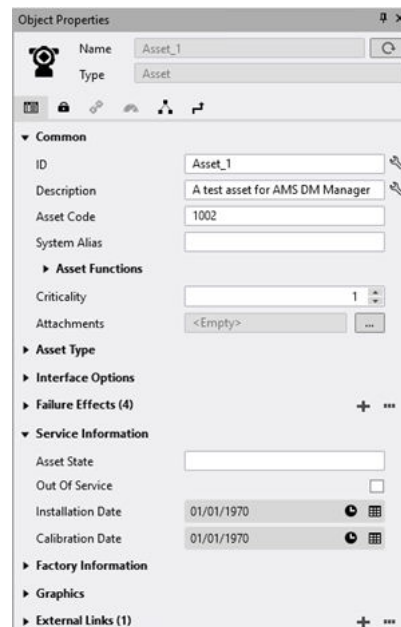 Object Properties
Name Asset_1
Type Asset
Common
ID Asset_1
Description A test asset for AMS DM Manager
Asset Code 1002
System Alias
Asset Functions
Criticality 1
Attachments <Empty> ...
Asset Type
Interface Options
Failure Effects (4)
Service Information
Asset State
Out Of Service
Installation Date 01/01/1970
Calibration Date 01/01/1970
Factory Information
Graphics
External Links (1)